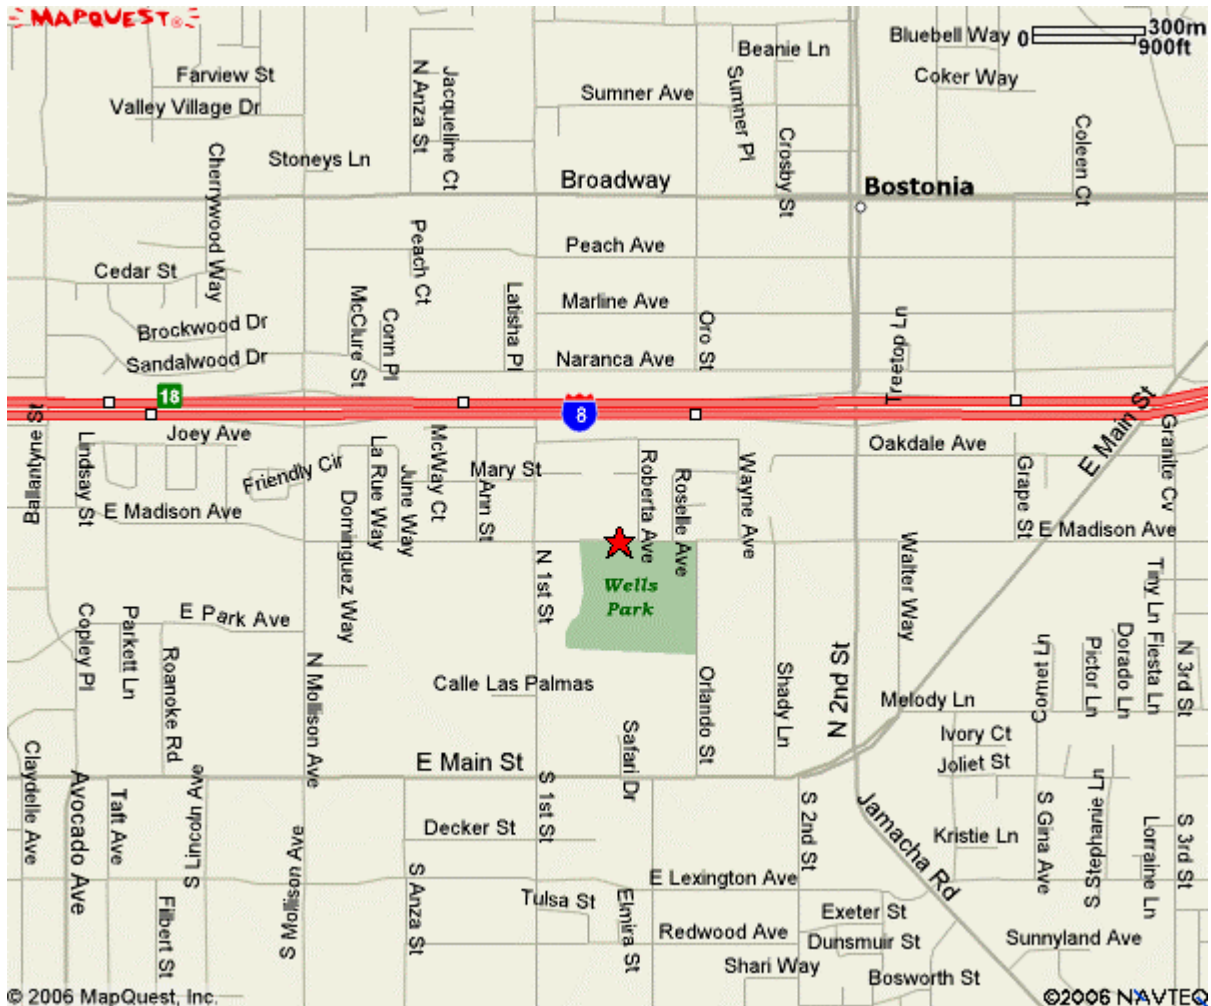 MAPQUEST®
Bluebell Way
0
300m
900ft
Beanie Ln
Farview St
Coker Way
N Anza St
Jacqueline Ct
Sumner Ave
Sumner Pl
Valley Village Dr
Crosby St
Coleen Ct
Stoneys Ln
Cherrywood Way
Broadway
Bostonia
Peach Ct
Peach Ave
Cedar St
McClure St
Conn Pl
Latisha Pl
Marline Ave
Oro St
Treetop Ln
Brockwood Dr
Sandalwood Dr
Naranca Ave
E Main St
18
8
Ballantyne St
Joey Ave
Lindsay St
Friendly Cir
La Rue Way
June Way
McWay Ct
Mary St
Ann St
Roberta Ave
Roselle Ave
Wayne Ave
Oakdale Ave
Grape St
Granite Cv
E Madison Ave
Dominguez Way
E Madison Ave
N 1st St
Wells
Park
Walter Way
Tiny Ln
Fiesta Ln
Copley Pl
Parkett Ln
E Park Ave
Roanoke Rd
N Mollison Ave
Calle Las Palmas
Orlando St
Shady Ln
N 2nd St
Melody Ln
Comet Ln
Pictor Ln
Dorado Ln
N 3rd St
Safari Dr
Ivory Ct
Joliet St
Claydelle Ave
Avocado Ave
Taft Ave
S Lincoln Ave
E Main St
S 1st St
S 2nd St
Jamacha Rd
S Gina Ave
S Stephanie Ln
Lorraine Ln
S 3rd St
Decker St
Kristie Ln
S Mollison Ave
S Anza St
E Lexington Ave
Filbert St
Tulsa St
Elmira St
Exeter St
Redwood Ave
Dunsmuir St
Sunnyland Ave
Shari Way
Bosworth St
© 2006 MapQuest, Inc.
©2006 NAVTEQ